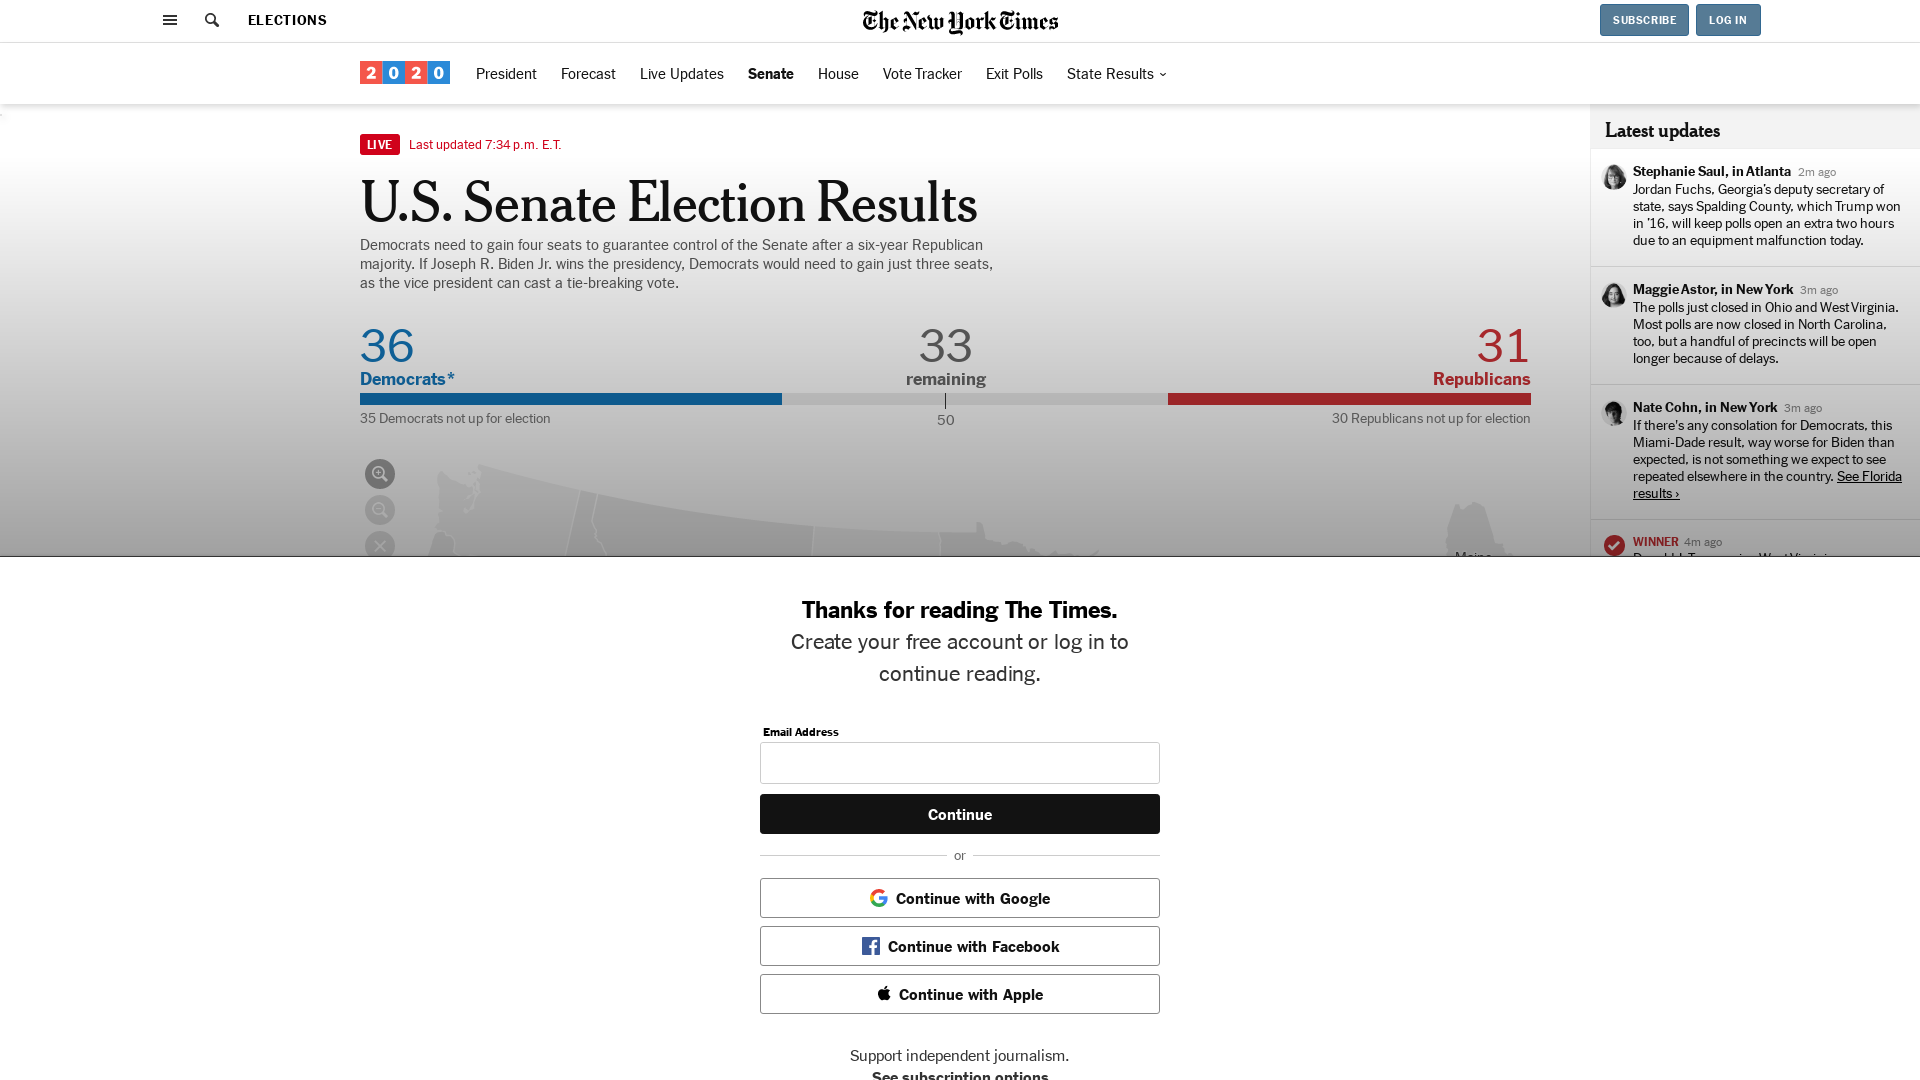 ELECTIONS
The New York Times
SUBSCRIBE
LOG IN
2020
President
Forecast
Live Updates
Senate
House
Vote Tracker
Exit Polls
State Results
LIVE
Last updated 7:34 p.m. E.T.
U.S. Senate Election Results
Democrats need to gain four seats to guarantee control of the Senate after a six-year Republican
majority. If Joseph R. Biden Jr. wins the presidency, Democrats would need to gain just three seats,
as the vice president can cast a tie-breaking vote.
36
33
31
Democrats*
remaining
Republicans
35 Democrats not up for election
50
30 Republicans not up for election
Latest updates
Stephanie Saul, in Atlanta 2m ago
Jordan Fuchs, Georgia’s deputy secretary of
state, says Spalding County, which Trump won
in ’16, will keep polls open an extra two hours
due to an equipment malfunction today.
Maggie Astor, in New York 3m ago
The polls just closed in Ohio and West Virginia.
Most polls are now closed in North Carolina,
too, but a handful of precincts will be open
longer because of delays.
Nate Cohn, in New York 3m ago
If there’s any consolation for Democrats, this
Miami-Dade result, way worse for Biden than
expected, is not something we expect to see
repeated elsewhere in the country. See Florida
results ›
WINNER 4m ago
Thanks for reading The Times.
Create your free account or log in to
continue reading.
Email Address
Continue
or
Continue with Google
Continue with Facebook
Continue with Apple
Support independent journalism.
See subscription options